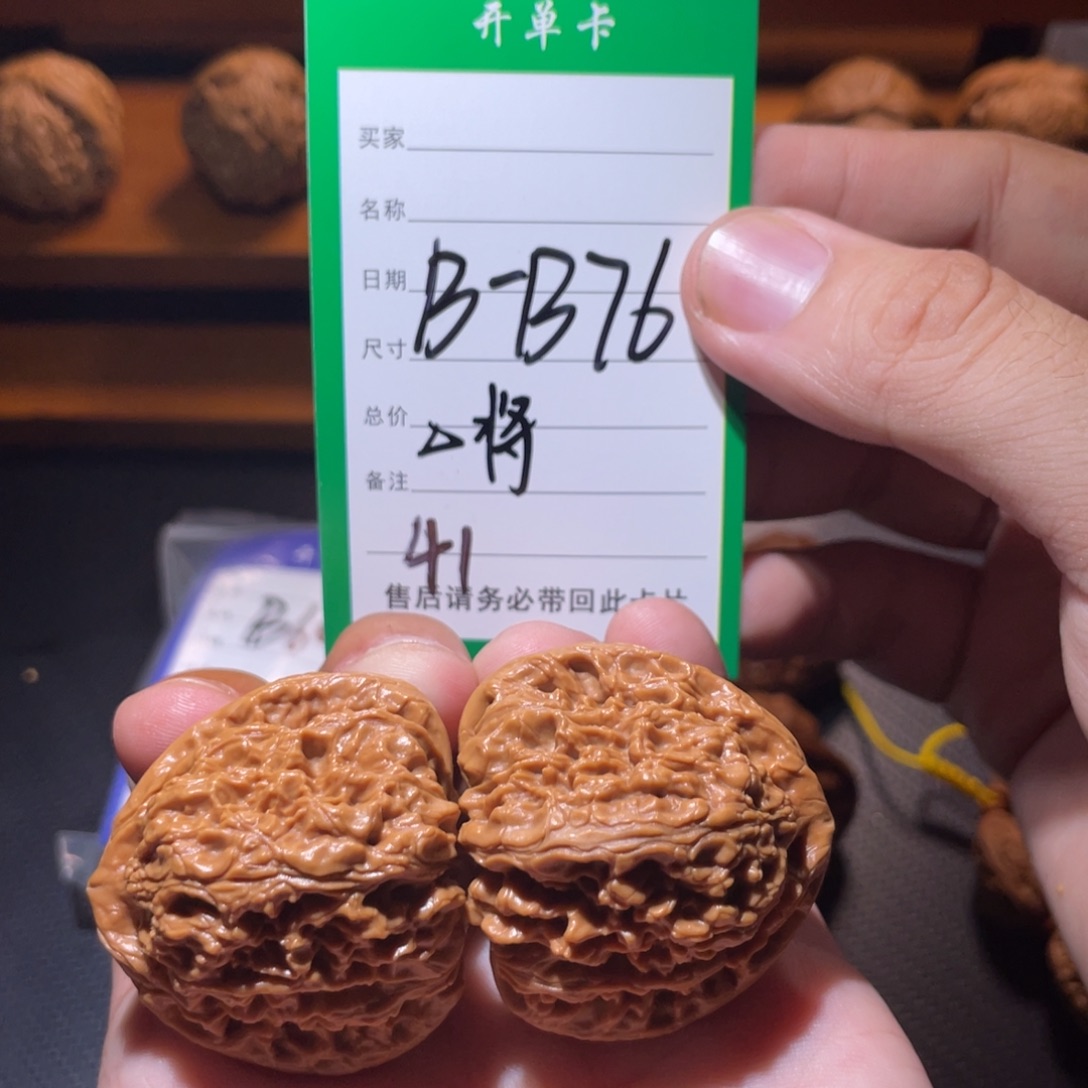 开单卡
买家
名称
日期 B-B76
尺寸
总价 △将
备注
41
售后请务必带回此卡片